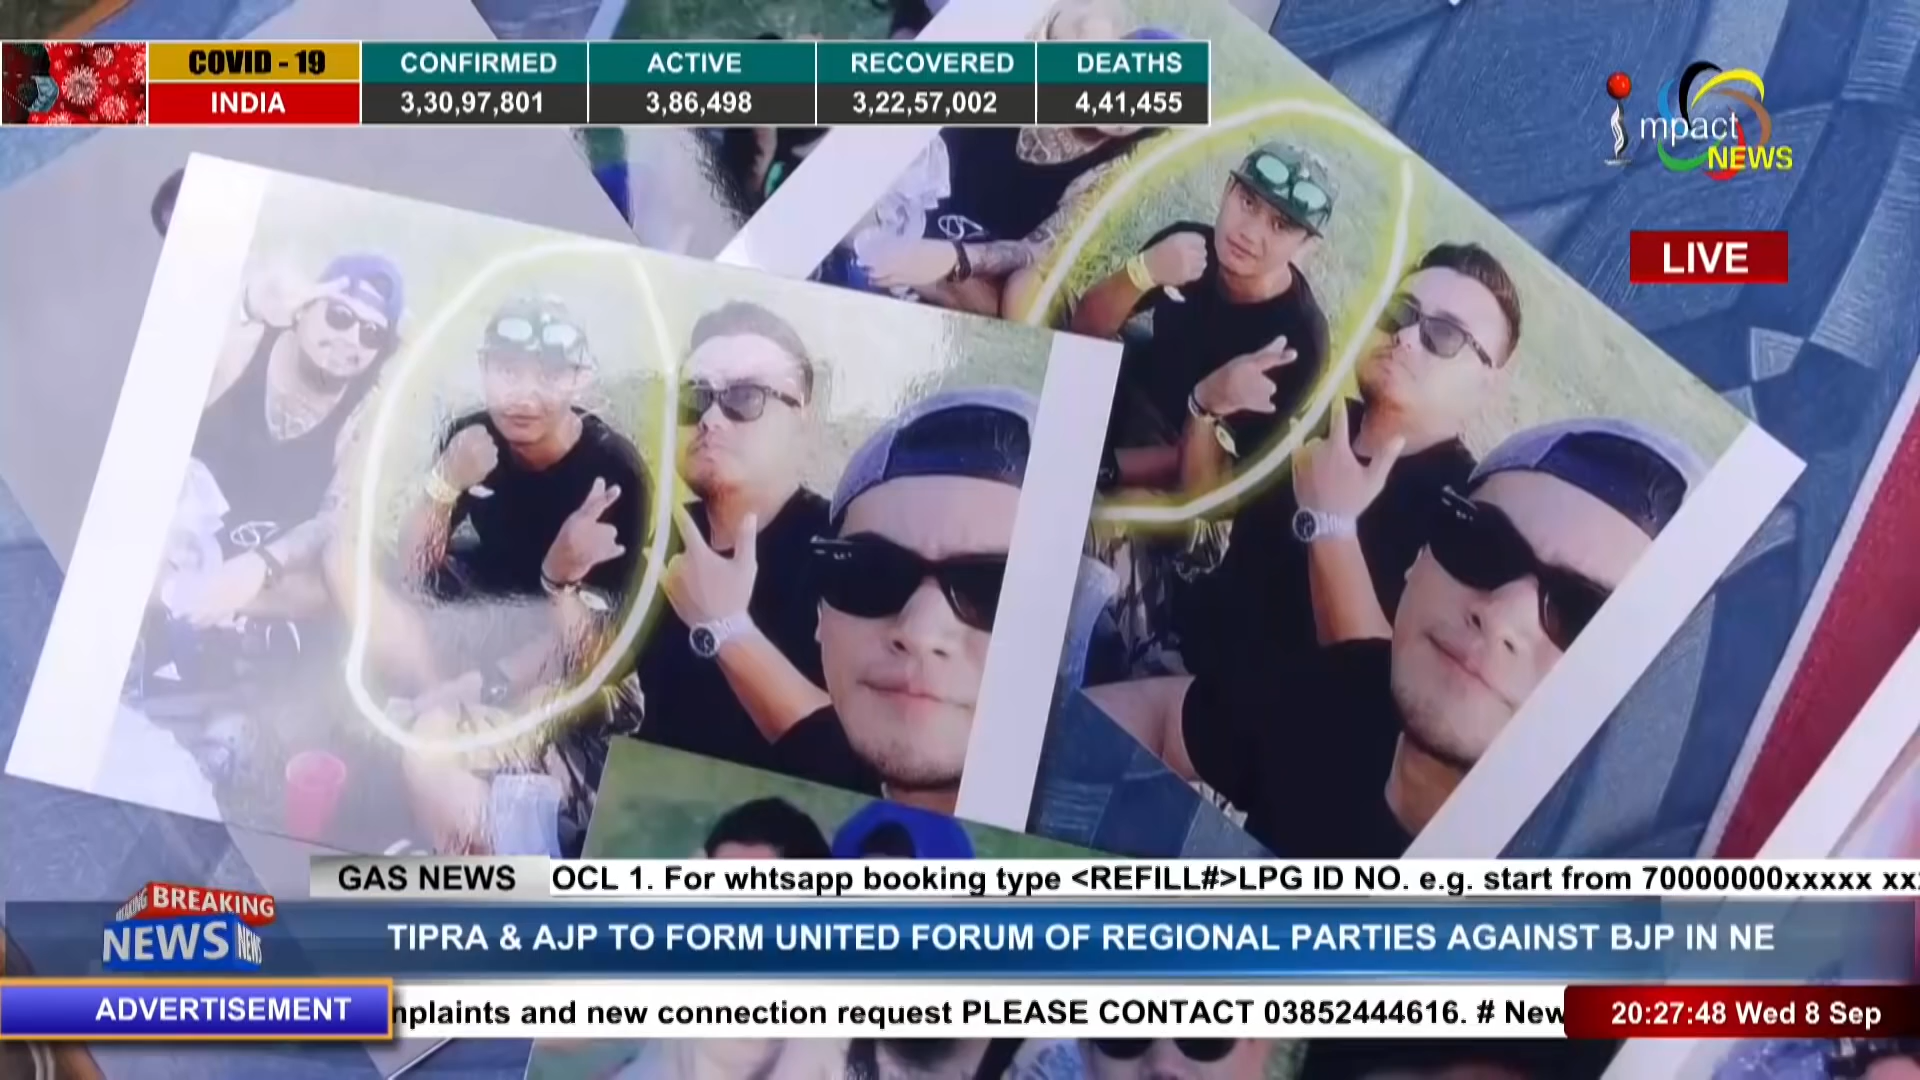 COVID - 19
INDIA
CONFIRMED
3,30,97,801
ACTIVE
3,86,498
RECOVERED
3,22,57,002
DEATHS
4,41,455
impact
NEWS
LIVE
GAS NEWS
OCL 1. For whtsapp booking type <REFILL#>LPG ID NO. e.g. start from 70000000xxxxx xx
BREAKING
NEWS NEWS
TIPRA & AJP TO FORM UNITED FORUM OF REGIONAL PARTIES AGAINST BJP IN NE
ADVERTISEMENT
nplaints and new connection request PLEASE CONTACT 03852444616. # New
20:27:48 Wed 8 Sep